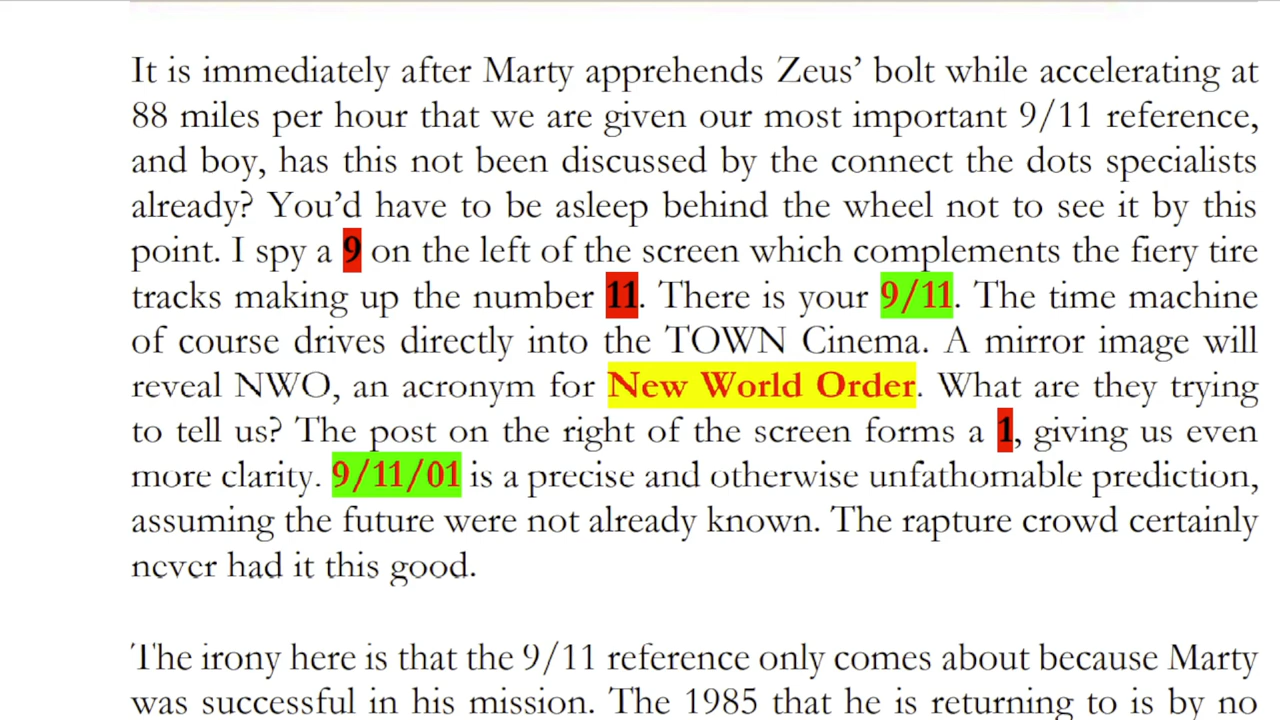 It is immediately after Marty apprehends Zeus’ bolt while accelerating at
88 miles per hour that we are given our most important 9/11 reference,
and boy, has this not been discussed by the connect the dots specialists
already? You’d have to be asleep behind the wheel not to see it by this
point. I spy a 9 on the left of the screen which complements the fiery tire
tracks making up the number 11. There is your 9/11. The time machine
of course drives directly into the TOWN Cinema. A mirror image will
reveal NWO, an acronym for New World Order. What are they trying
to tell us? The post on the right of the screen forms a 1, giving us even
more clarity. 9/11/01 is a precise and otherwise unfathomable prediction,
assuming the future were not already known. The rapture crowd certainly
never had it this good.
The irony here is that the 9/11 reference only comes about because Marty
was successful in his mission. The 1985 that he is returning to is by no